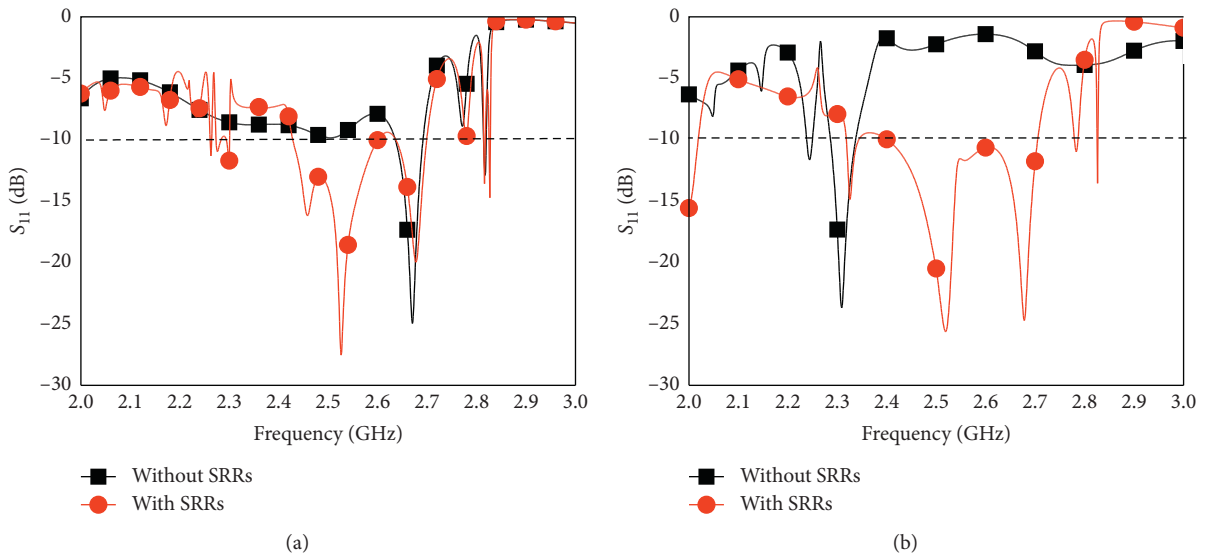 S11 (dB)
0
–5
–10
–15
–20
–25
–30
2.0 2.1 2.2 2.3 2.4 2.5 2.6 2.7 2.8 2.9 3.0
Frequency (GHz)
Without SRRs
With SRRs
(a)
S11 (dB)
0
–5
–10
–15
–20
–25
–30
2.0 2.1 2.2 2.3 2.4 2.5 2.6 2.7 2.8 2.9 3.0
Frequency (GHz)
Without SRRs
With SRRs
(b)